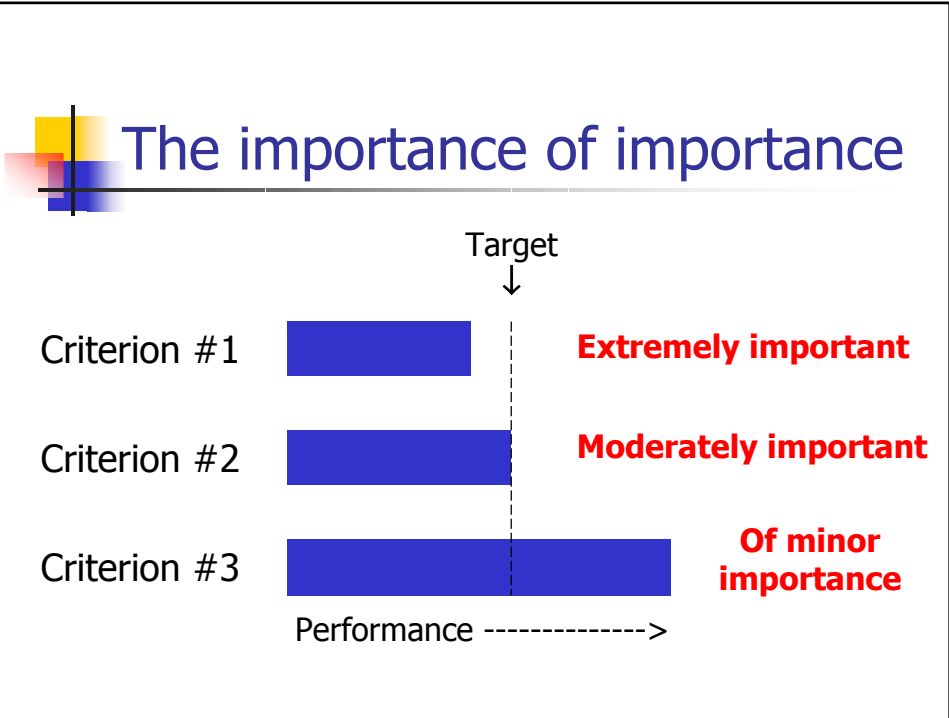 The importance of importance
Target
↓
Criterion #1
Extremely important
Criterion #2
Moderately important
Criterion #3
Of minor
importance
Performance -------------->